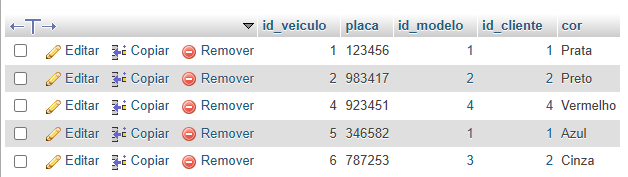 id_veiculo placa id_modelo id_cliente cor
Editar Copiar Remover 1 123456 1 1 Prata
Editar Copiar Remover 2 983417 2 2 Preto
Editar Copiar Remover 4 923451 4 4 Vermelho
Editar Copiar Remover 5 346582 1 1 Azul
Editar Copiar Remover 6 787253 3 2 Cinza